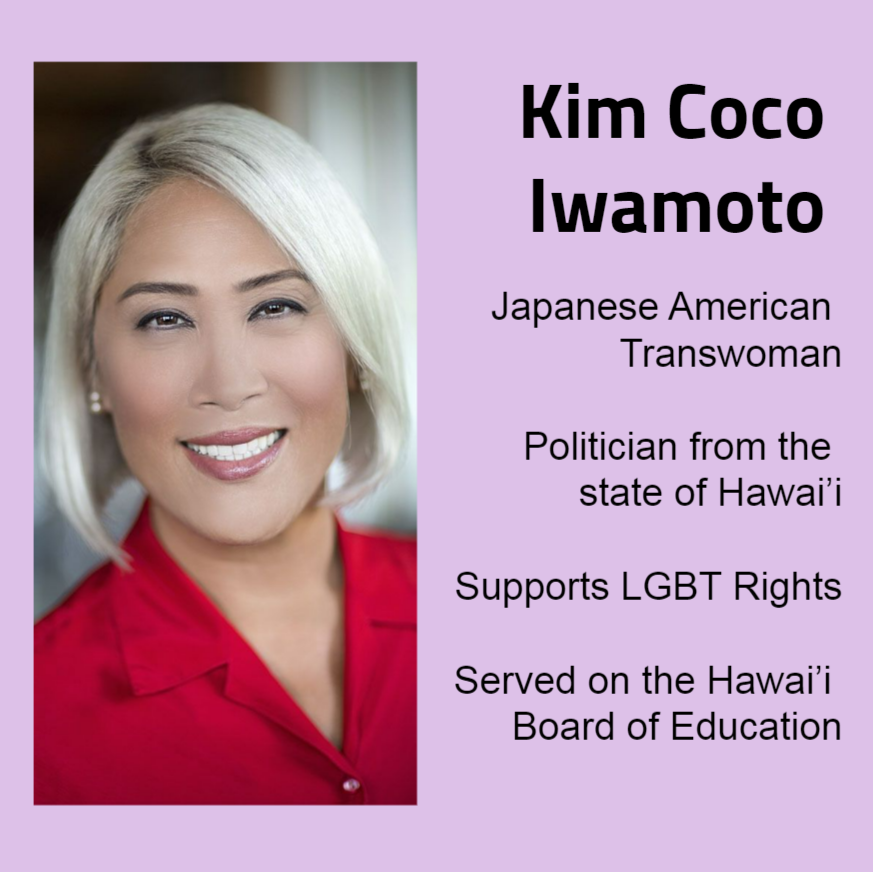 Kim Coco
Iwamoto
Japanese American
Transwoman
Politician from the
state of Hawai’i
Supports LGBT Rights
Served on the Hawai’i
Board of Education